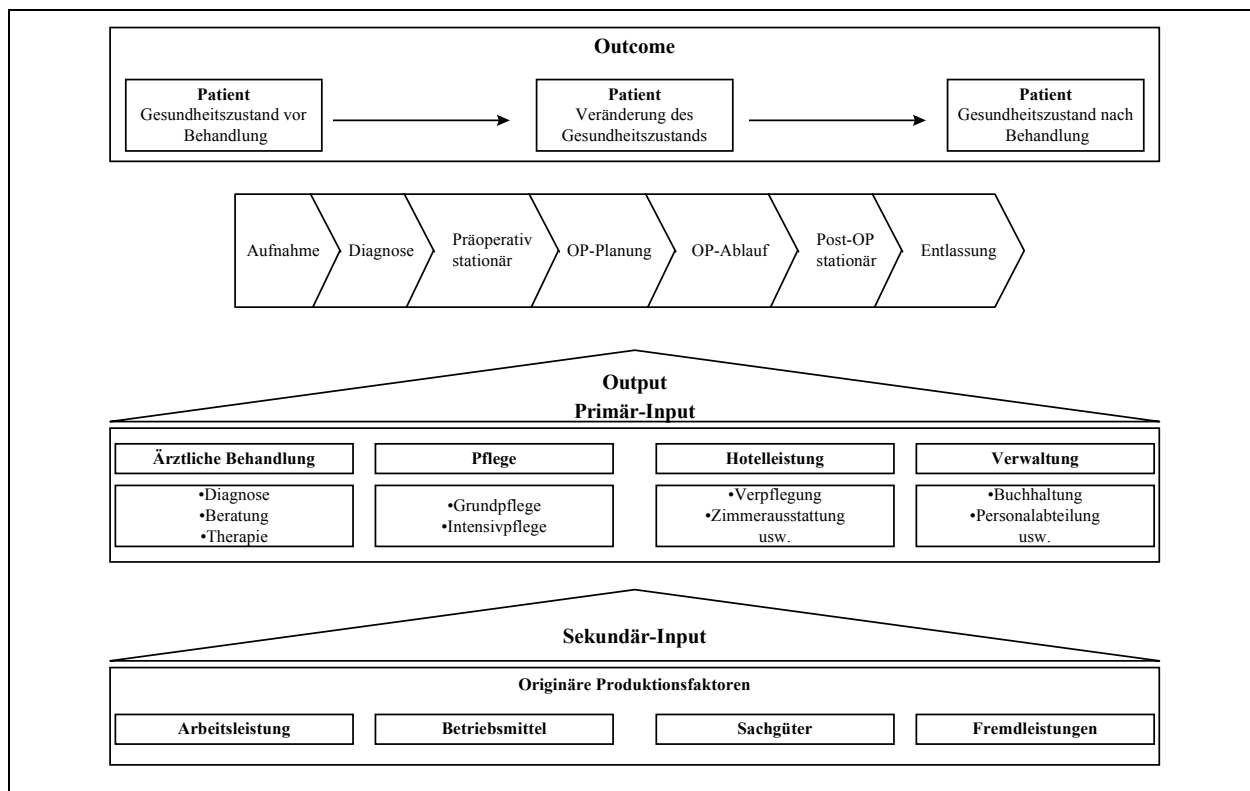 Outcome
Patient
Gesundheitszustand vor
Behandlung
Patient
Veränderung des
Gesundheitszustands
Patient
Gesundheitszustand nach
Behandlung
Aufnahme
Diagnose
Präoperativ
stationär
OP-Planung
OP-Ablauf
Post-OP
stationär
Entlassung
Output
Primär-Input
Ärztliche Behandlung
•Diagnose
•Beratung
•Therapie
Pflege
•Grundpflege
•Intensivpflege
Hotelleistung
•Verpflegung
•Zimmerausstattung
usw.
Verwaltung
•Buchhaltung
•Personalabteilung
usw.
Sekundär-Input
Originäre Produktionsfaktoren
Arbeitsleistung
Betriebsmittel
Sachgüter
Fremdleistungen